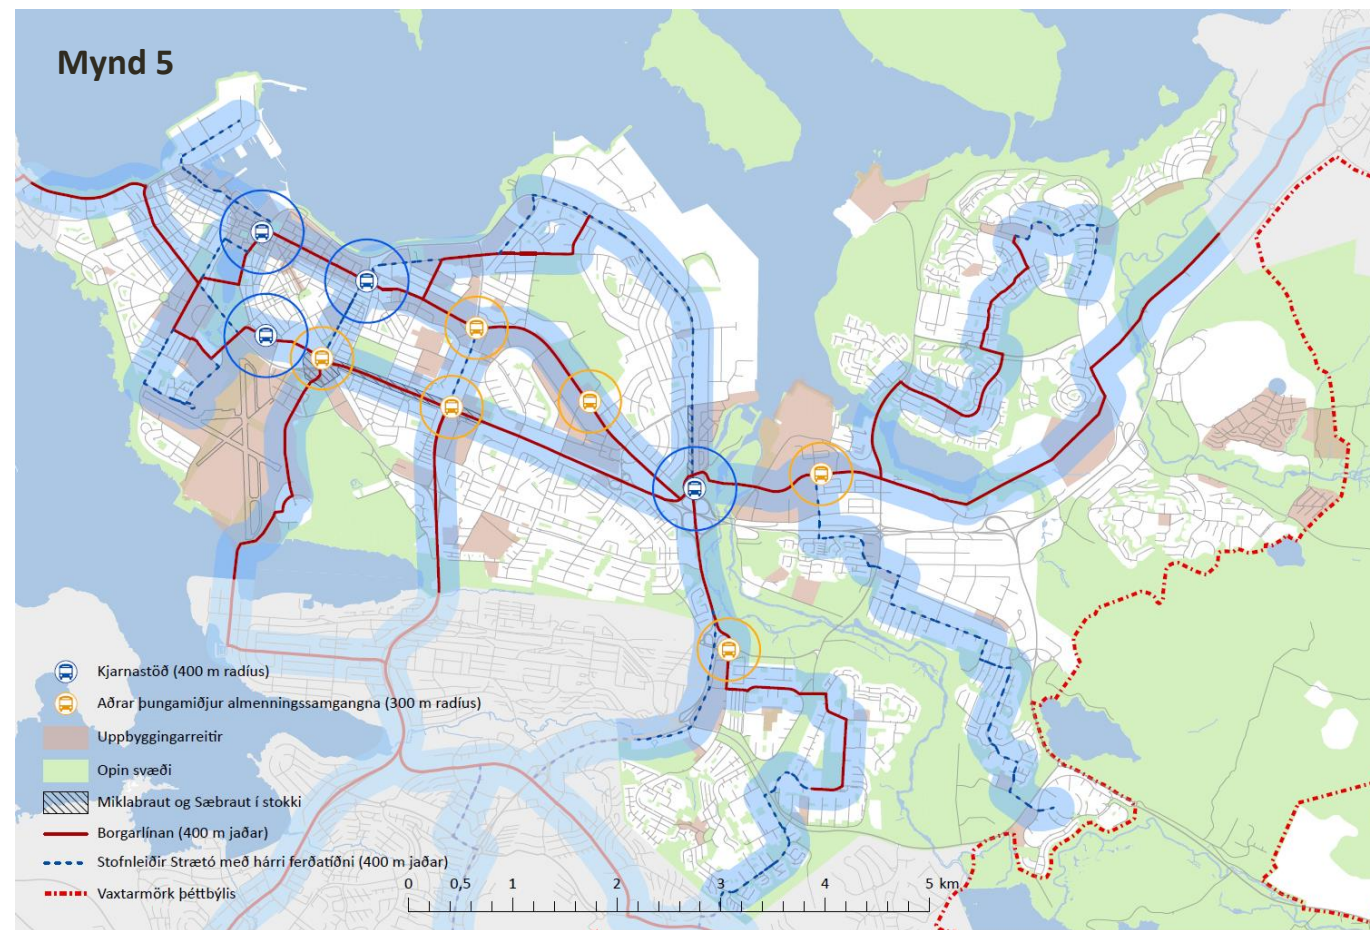 Mynd 5
Kjarnastöð (400 m radíus)
Aðrar þungamiðjur almenningssamgangna (300 m radíus)
Uppbyggingarreitir
Opin svæði
Miklabraut og Sæbraut í stokki
Borgarlínan (400 m jaðar)
Stofnleiðir Strætó með hárri ferðatíðni (400 m jaðar)
Vaxtarmörk þéttbýlis
0 0,5 1 2 3 4 5 km